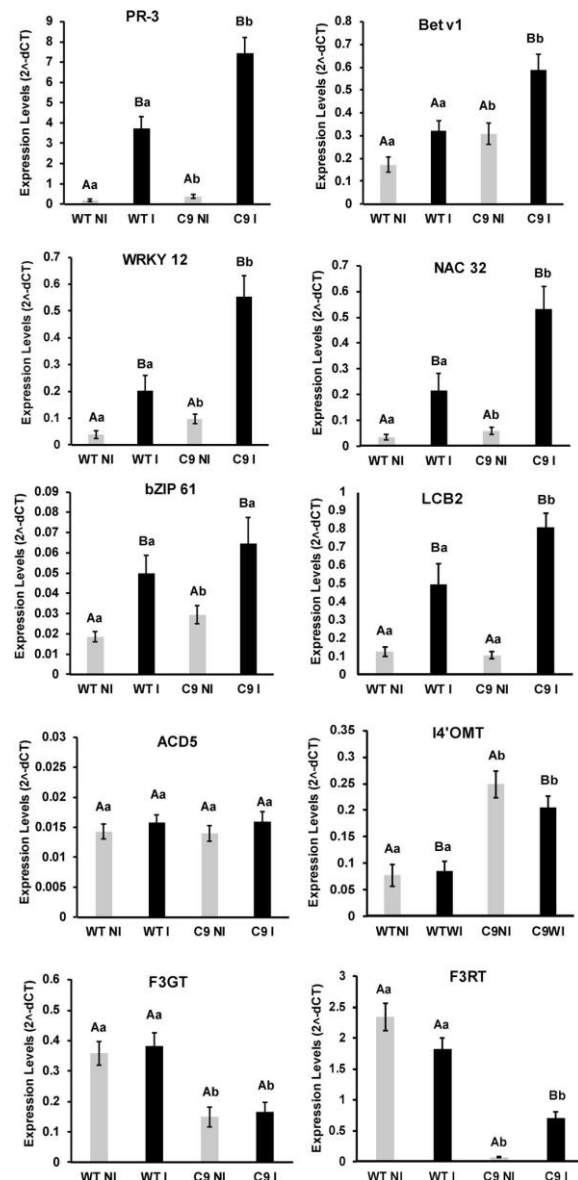 PR-3
Expression Levels (2^-dCT)
9
8
7
6
5
4
3
2
1
0
Aa
Ba
Ab
Bb
WT NI WT I C9 NI C9 I
Bet v1
Expression Levels (2^-dCT)
0.8
0.7
0.6
0.5
0.4
0.3
0.2
0.1
0
Aa
Aa
Ab
Bb
WT NI WT I C9 NI C9 I
WRKY 12
Expression Levels (2^-dCT)
0.7
0.6
0.5
0.4
0.3
0.2
0.1
0
Aa
Ba
Ab
Bb
WT NI WT I C9 NI C9 I
NAC 32
Expression Levels (2^-dCT)
0.7
0.6
0.5
0.4
0.3
0.2
0.1
0
Aa
Ba
Ab
Bb
WT NI WT I C9 NI C9 I
bZIP 61
Expression Levels (2^-dCT)
0.09
0.08
0.07
0.06
0.05
0.04
0.03
0.02
0.01
0
Aa
Ba
Ab
Ba
WT NI WT I C9 NI C9 I
LCB2
Expression Levels (2^-dCT)
1
0.9
0.8
0.7
0.6
0.5
0.4
0.3
0.2
0.1
0
Aa
Ba
Aa
Bb
WT NI WT I C9 NI C9 I
ACD5
Expression Levels (2^-dCT)
0.03
0.025
0.02
0.015
0.01
0.005
0
Aa
Aa
Aa
Aa
WT NI WT I C9 NI C9 I
I4'OMT
Expression Levels (2^-dCT)
0.35
0.3
0.25
0.2
0.15
0.1
0.05
0
Aa
Ba
Ab
Bb
WTNI WTWI C9NI C9WI
F3GT
Expression Levels (2^-dCT)
0.6
0.5
0.4
0.3
0.2
0.1
0
Aa
Aa
Ab
Ab
WT NI WT I C9 NI C9 I
F3RT
Expression Levels (2^-dCT)
3
2.5
2
1.5
1
0.5
0
Aa
Aa
Ab
Bb
WT NI WT I C9 NI C9 I